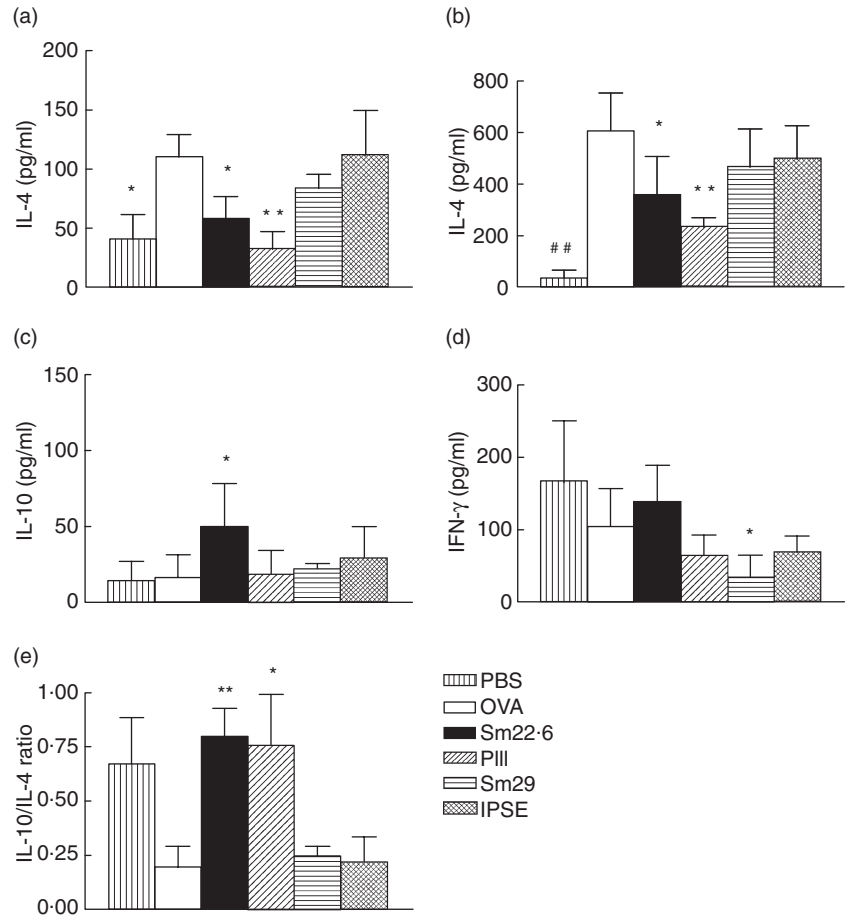 (a)
200
150
100
50
0
IL-4 (pg/ml)
*
*
* *
(b)
800
600
400
200
0
IL-4 (pg/ml)
# #
*
* *
(c)
150
100
50
0
IL-10 (pg/ml)
*
(d)
300
200
100
0
IFN-γ (pg/ml)
*
(e)
1·00
0·75
0·50
0·25
0·00
IL-10/IL-4 ratio
**
*
PBS
OVA
Sm22·6
PIII
Sm29
IPSE